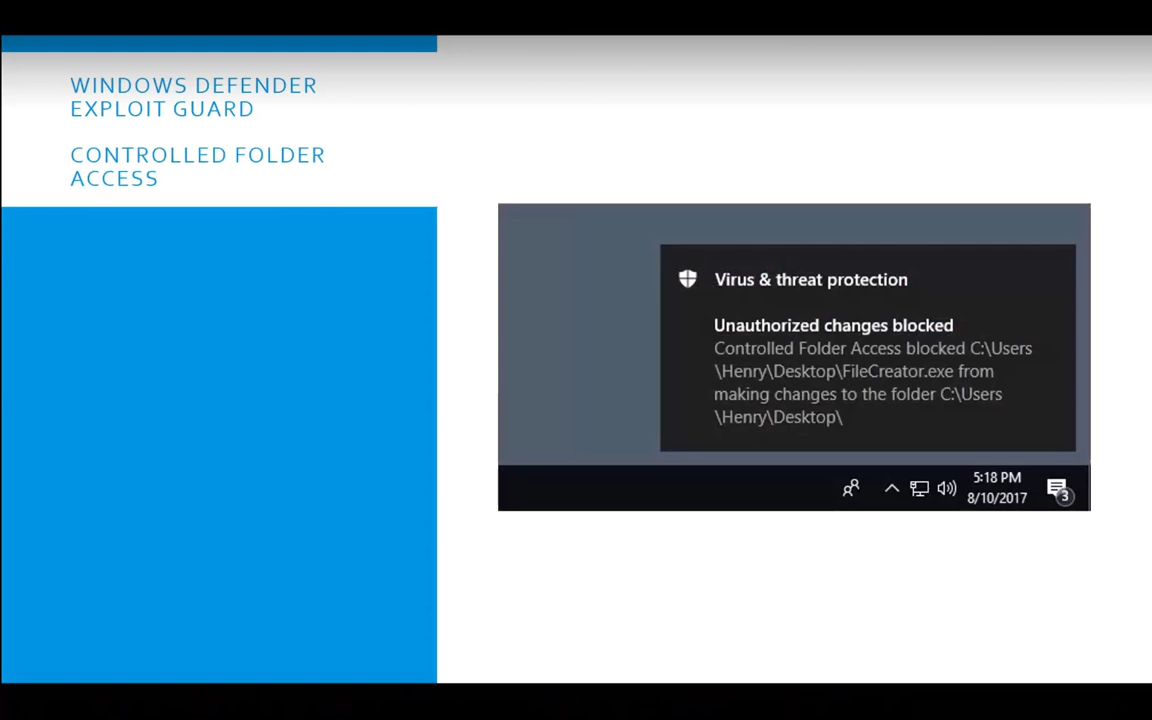 WINDOWS DEFENDER
EXPLOIT GUARD
CONTROLLED FOLDER
ACCESS
Virus & threat protection
Unauthorized changes blocked
Controlled Folder Access blocked C:\Users
\Henry\Desktop\FileCreator.exe from
making changes to the folder C:\Users
\Henry\Desktop\
5:18 PM
8/10/2017
3